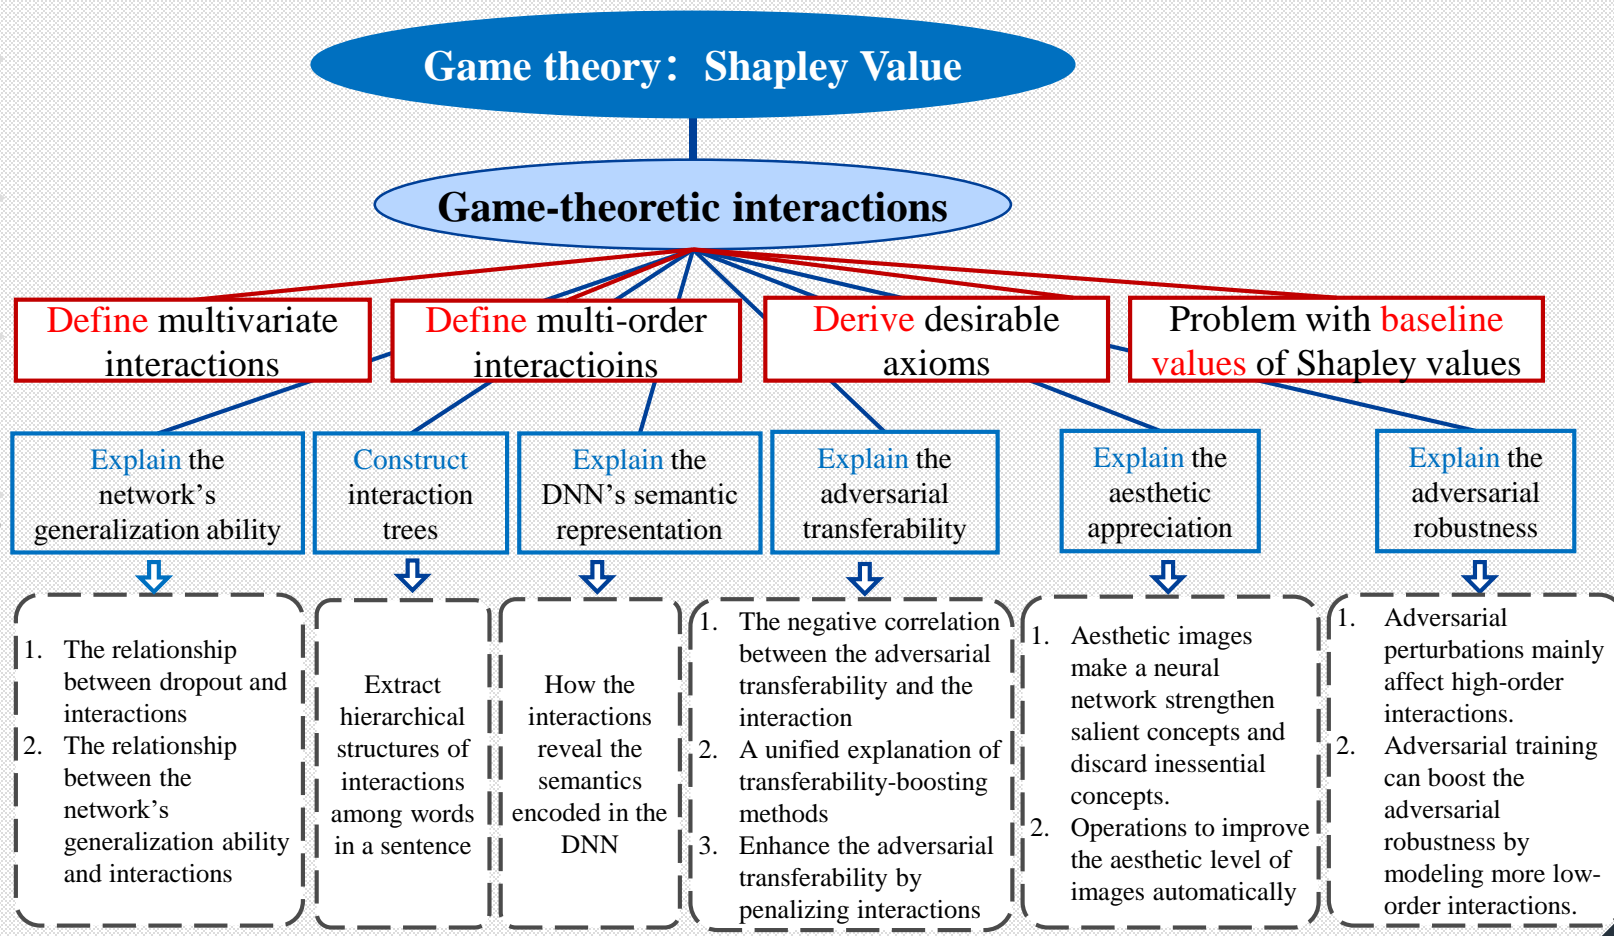 Game theory: Shapley Value
Game-theoretic interactions
Define multivariate
interactions
Define multi-order
interactioins
Derive desirable
axioms
Problem with baseline
values of Shapley values
Explain the
network's
generalization ability
Construct
interaction
trees
Explain the
DNN's semantic
representation
Explain the
adversarial
transferability
Explain the
aesthetic
appreciation
Explain the
adversarial
robustness
1. The relationship
between dropout and
interactions
2. The relationship
between the
network's
generalization ability
and interactions
Extract
hierarchical
structures of
interactions
among words
in a sentence
How the
interactions
reveal the
semantics
encoded in the
DNN
1. The negative correlation
between the adversarial
transferability and the
interaction
2. A unified explanation of
transferability-boosting
methods
3. Enhance the adversarial
transferability by
penalizing interactions
1. Aesthetic images
make a neural
network strengthen
salient concepts and
discard inessential
concepts.
2. Operations to improve
the aesthetic level of
images automatically
1. Adversarial
perturbations mainly
affect high-order
interactions.
2. Adversarial training
can boost the
adversarial
robustness by
modeling more low-
order interactions.